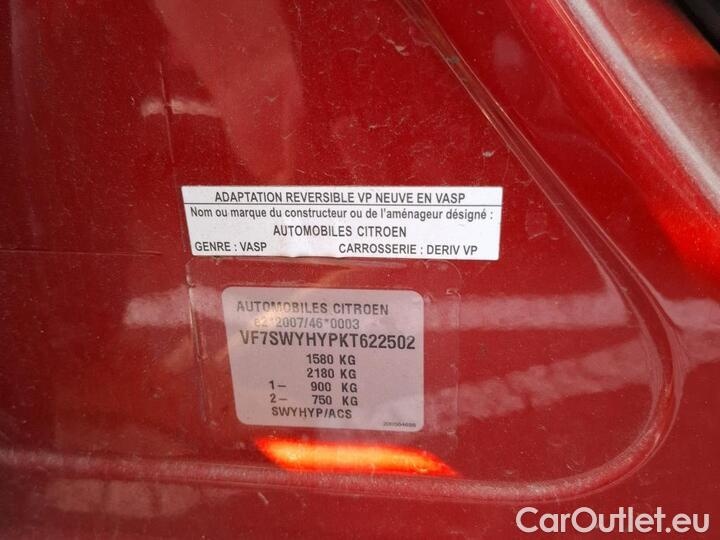 ADAPTATION REVERSIBLE VP NEUVE EN VASP
Nom ou marque du constructeur ou de l'aménageur désigné :
AUTOMOBILES CITROEN
GENRE : VASP CARROSSERIE : DERIV VP
AUTOMOBILES CITROEN
e2*2007/46*0003
VF7SWYHYPKT622502
1580 KG
2180 KG
1– 900 KG
2– 750 KG
SWYHYP/ACS
CarOutlet.eu